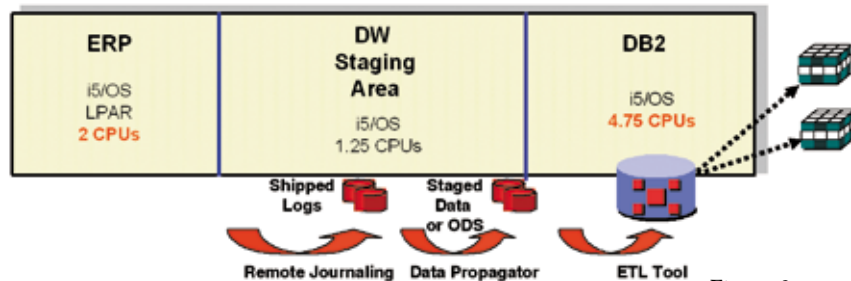 ERP
i5/OS
LPAR
2 CPUs
DW
Staging
Area
i5/OS
1.25 CPUs
DB2
i5/OS
4.75 CPUs
Shipped
Logs
Staged
Data
or ODS
Remote Journaling
Data Propagator
ETL Tool